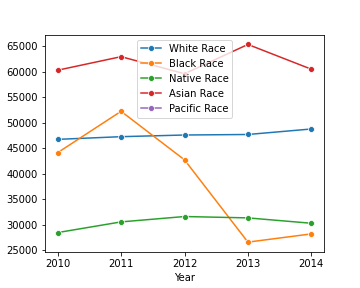 65000
60000
55000
50000
45000
40000
35000
30000
25000
White Race
Black Race
Native Race
Asian Race
Pacific Race
2010 2011 2012 2013 2014
Year